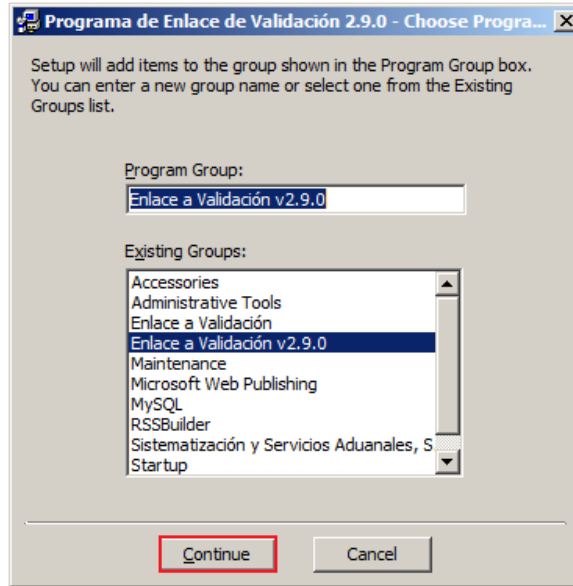 Programa de Enlace de Validación 2.9.0 - Choose Progra...
Setup will add items to the group shown in the Program Group box.
You can enter a new group name or select one from the Existing
Groups list.
Program Group:
Enlace a Validación v2.9.0
Existing Groups:
Accessories
Administrative Tools
Enlace a Validación
Enlace a Validación v2.9.0
Maintenance
Microsoft Web Publishing
MySQL
RSSBuilder
Sistematización y Servicios Aduanales, S.
Startup
Continue
Cancel